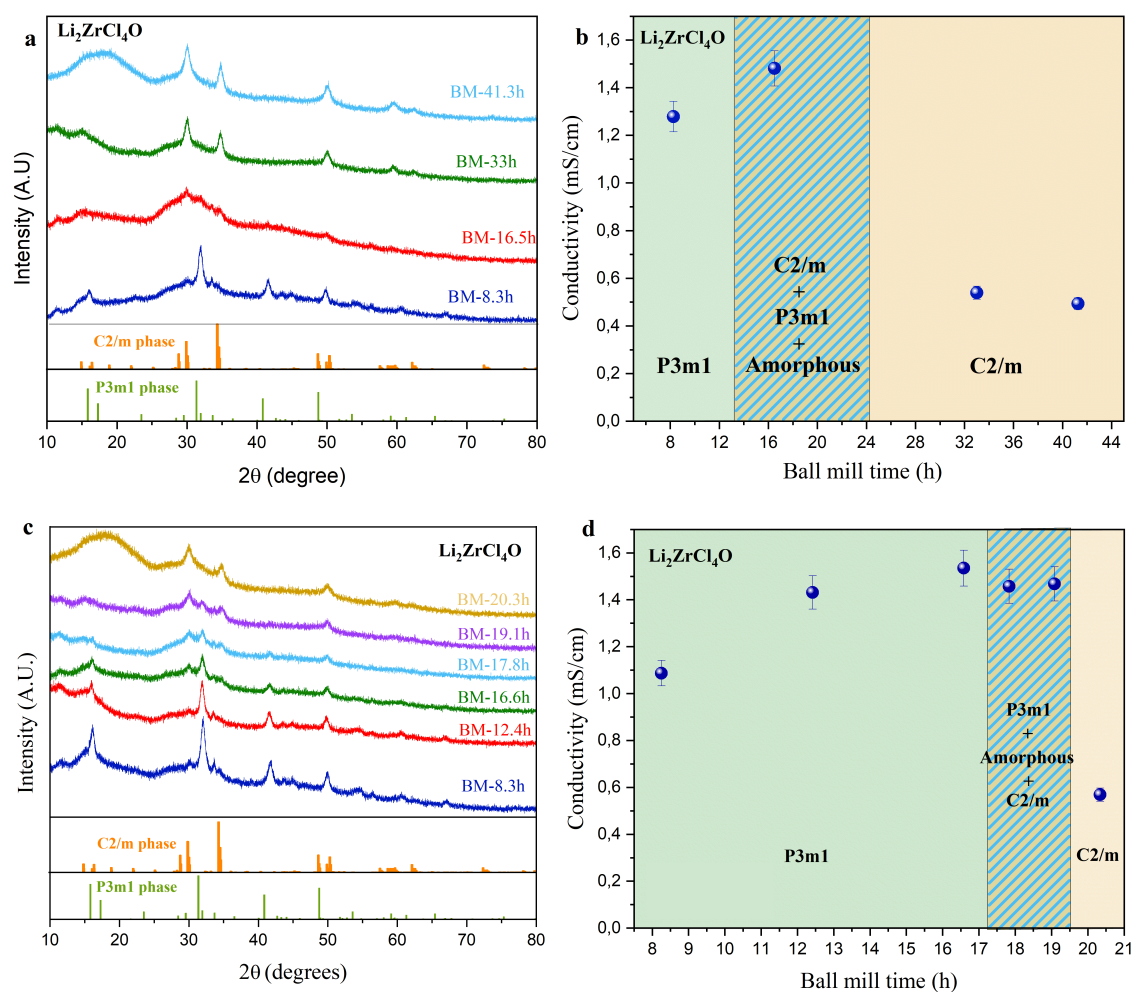 a
Li₂ZrCl₄O
BM-41.3h
BM-33h
BM-16.5h
BM-8.3h
C2/m phase
P3m1 phase
Intensity (A.U)
10 20 30 40 50 60 70 80
2θ (degree)
b
Li₂ZrCl₄O
1,6
1,4
1,2
1,0
0,8
0,6
0,4
0,2
0,0
Conductivity (mS/cm)
P3m1
C2/m
+
P3m1
+
Amorphous
C2/m
8 12 16 20 24 28 32 36 40 44
Ball mill time (h)
c
Li₂ZrCl₄O
BM-20.3h
BM-19.1h
BM-17.8h
BM-16.6h
BM-12.4h
BM-8.3h
C2/m phase
P3m1 phase
Intensity (A.U.)
10 20 30 40 50 60 70 80
2θ (degrees)
d
Li₂ZrCl₄O
1,6
1,4
1,2
1,0
0,8
0,6
0,4
0,2
0,0
Conductivity (mS/cm)
P3m1
P3m1
+
Amorphous
+
C2/m
C2/m
8 9 10 11 12 13 14 15 16 17 18 19 20 21
Ball mill time (h)